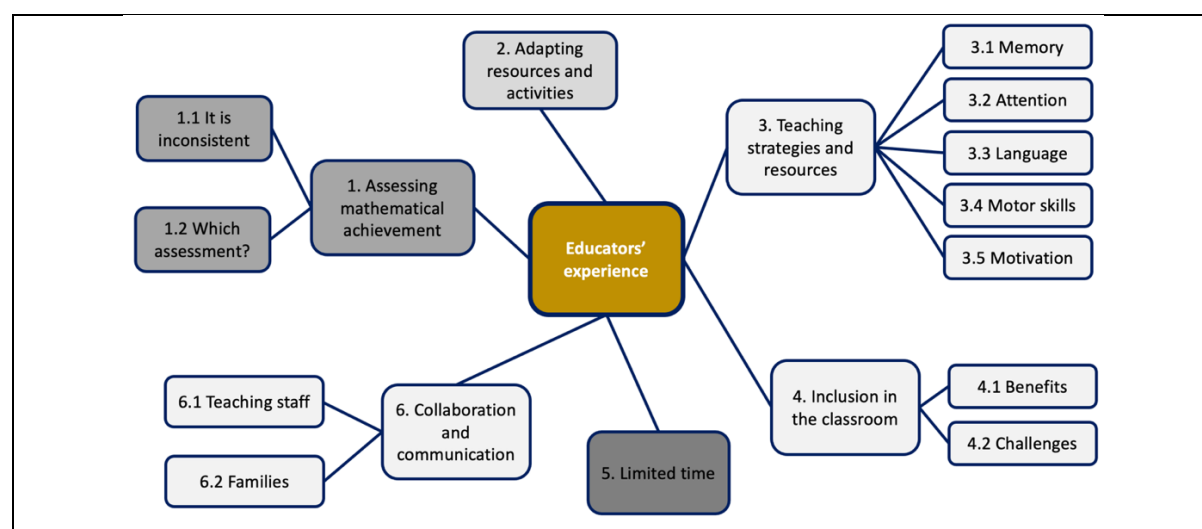 2. Adapting
resources and
activities
1.1 It is
inconsistent
1.2 Which
assessment?
1. Assessing
mathematical
achievement
Educators’
experience
3. Teaching
strategies and
resources
3.1 Memory
3.2 Attention
3.3 Language
3.4 Motor skills
3.5 Motivation
4. Inclusion in
the classroom
4.1 Benefits
4.2 Challenges
5. Limited time
6. Collaboration
and
communication
6.1 Teaching staff
6.2 Families